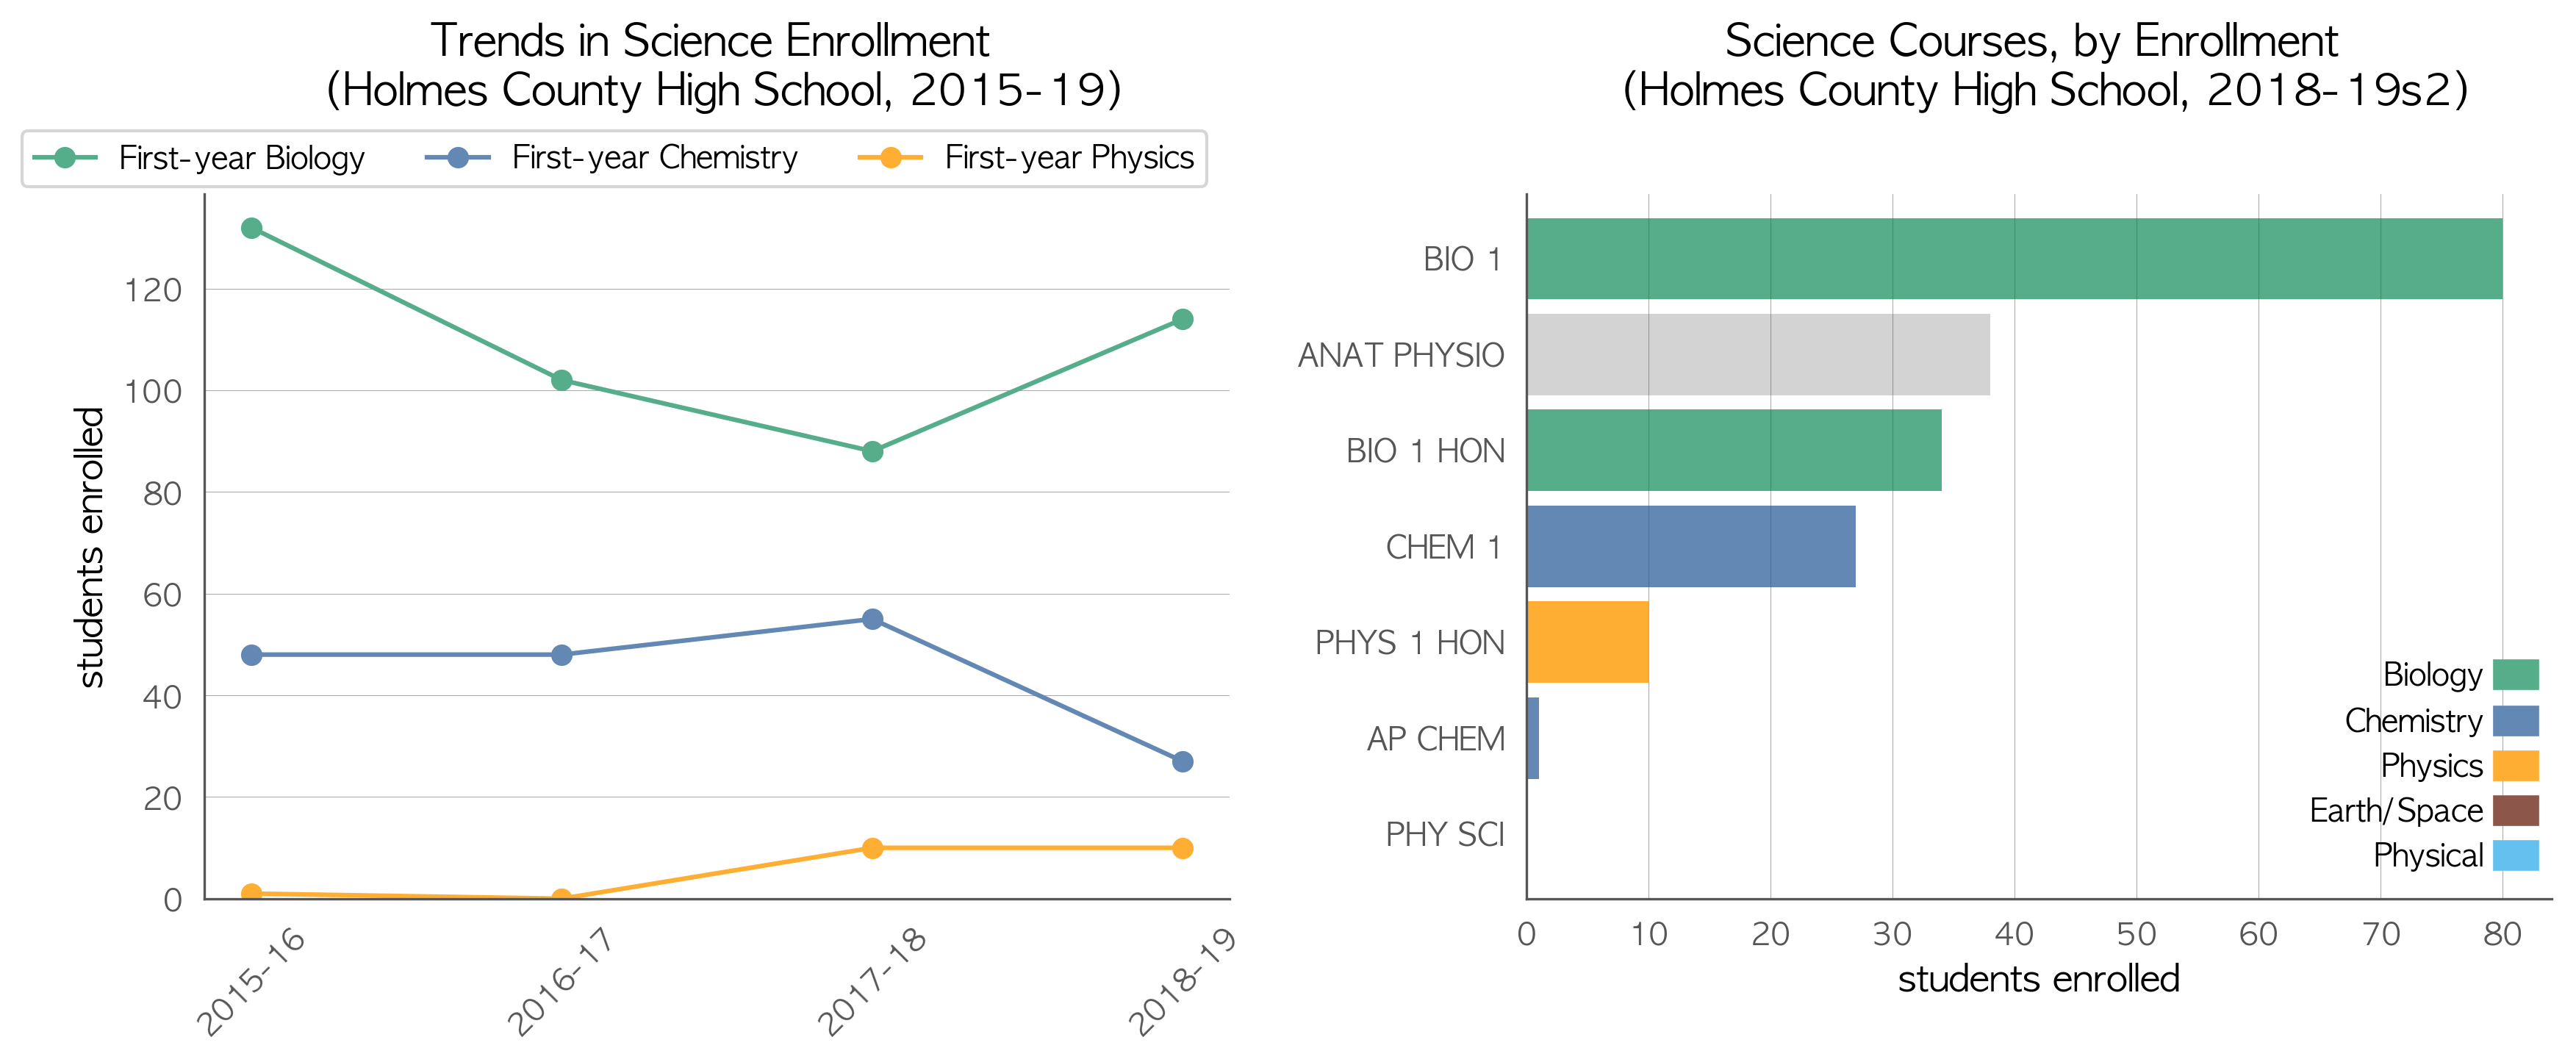 Trends in Science Enrollment
(Holmes County High School, 2015-19)
First-year Biology
First-year Chemistry
First-year Physics
students enrolled
120
100
80
60
40
20
0
2015-16
2016-17
2017-18
2018-19
Science Courses, by Enrollment
(Holmes County High School, 2018-19s2)
BIO 1
ANAT PHYSIO
BIO 1 HON
CHEM 1
PHYS 1 HON
AP CHEM
PHY SCI
Biology
Chemistry
Physics
Earth/Space
Physical
0
10
20
30
40
50
60
70
80
students enrolled